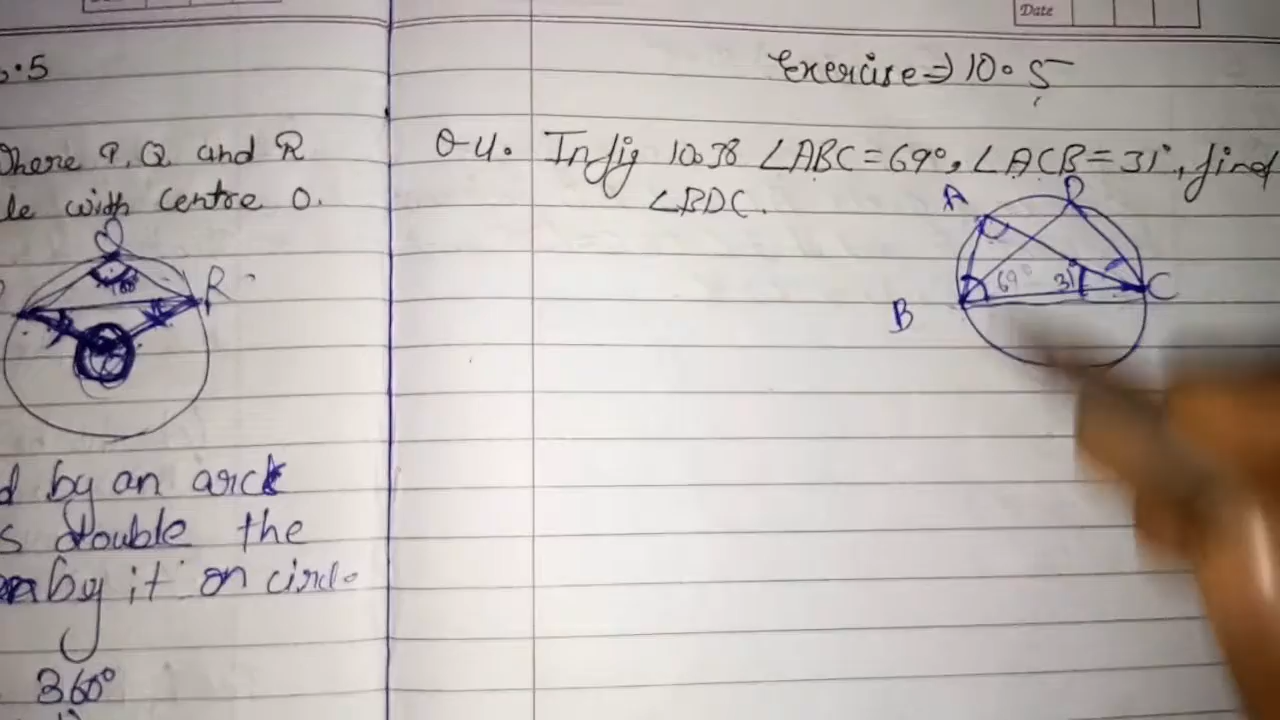 Date
.5
Where P, Q and R
le with centre O.
Q
R
d by an arc
s double the
by it on circle
360°
Exercise ⇒ 10.5
Q-4. In fig 10.38 ∠ABC = 69°, ∠ACB = 31°, find
∠BDC.
A
D
69°
31
C
B